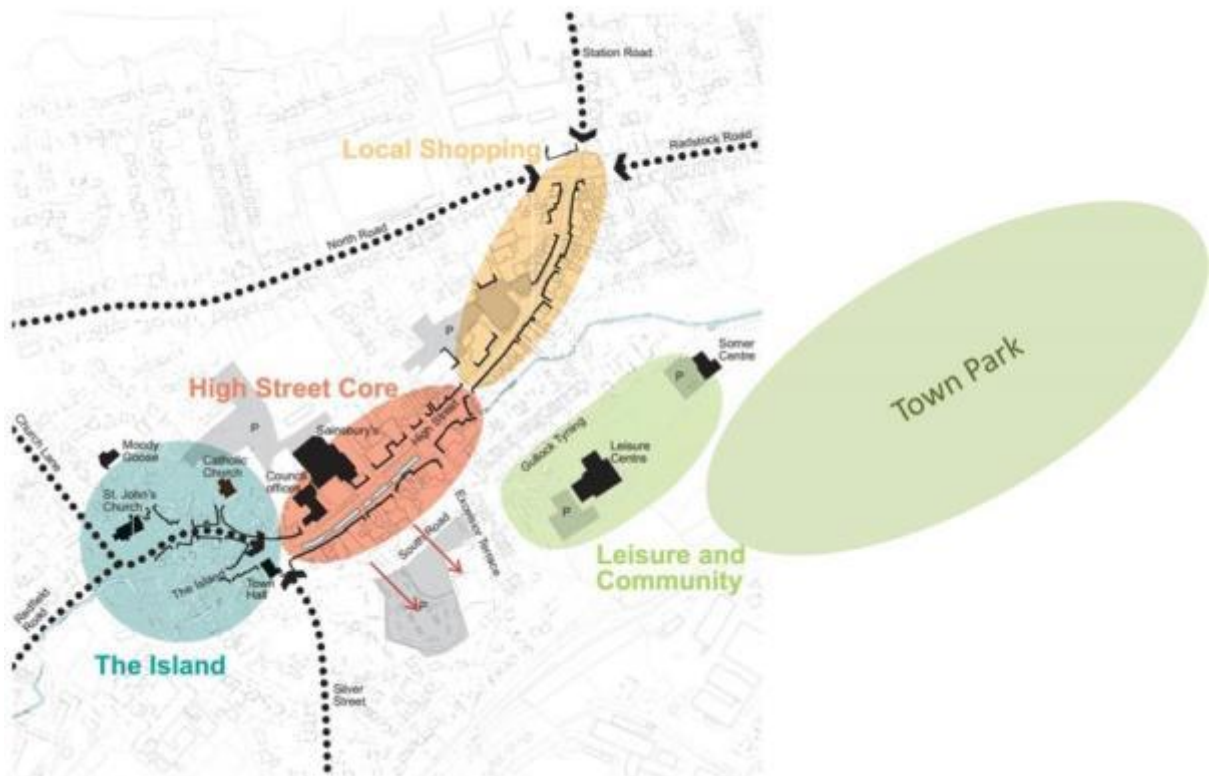 Station Road
Radstock Road
Local Shopping
North Road
P
Town Park
Somer
Centre
P
High Street Core
Church Lane
P
Sainsbury's
High Street
Gullock Tyning
Leisure
Centre
Moody
Goose
Catholic
Church
Council
offices
St. John's
Church
P
Excelsior Terrace
South Road
Leisure and
Community
The Island
Town
Hall
P
Redfield
Road
The Island
Silver
Street